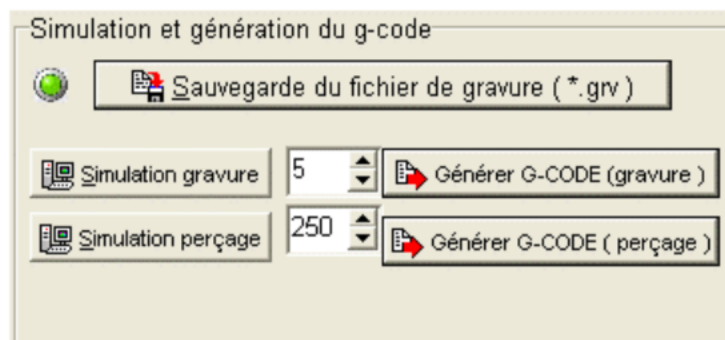 Simulation et génération du g-code
Sauvegarde du fichier de gravure ( *.grv )
Simulation gravure 5 Générer G-CODE (gravure )
Simulation perçage 250 Générer G-CODE ( perçage )